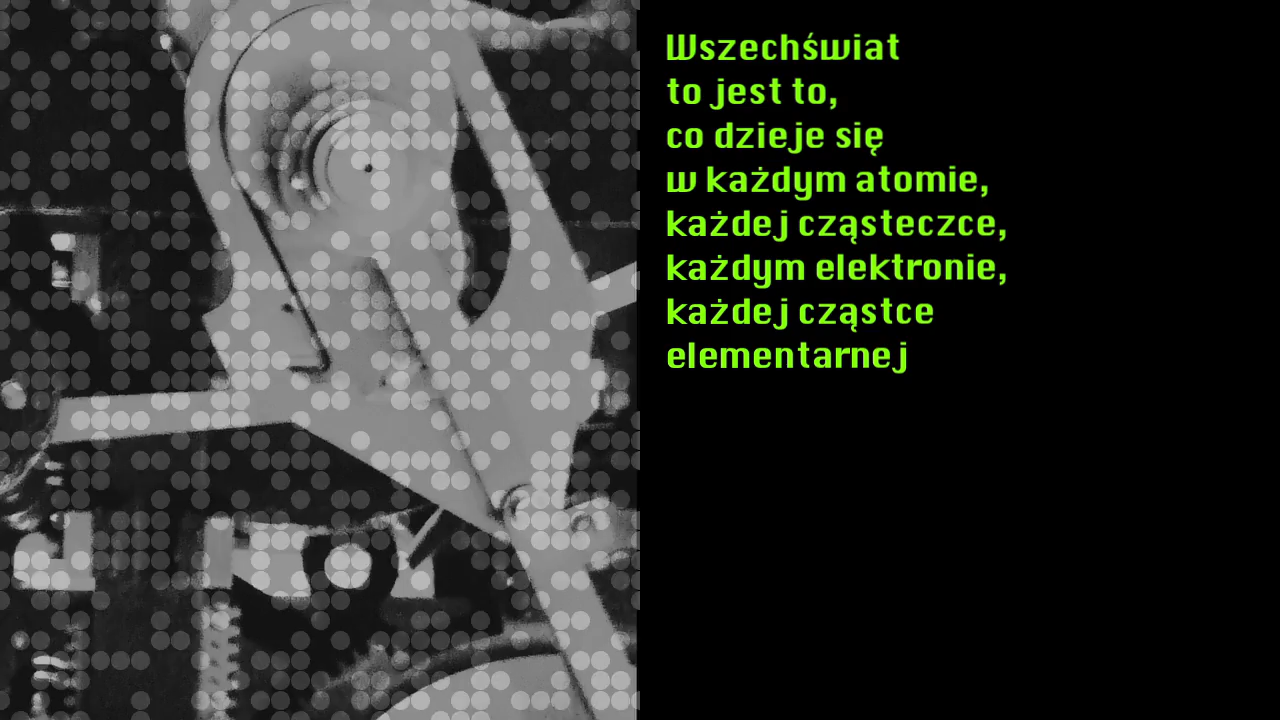 Wszechświat
to jest to,
co dzieje się
w każdym atomie,
każdej cząsteczce,
każdym elektronie,
każdej cząstce
elementarnej